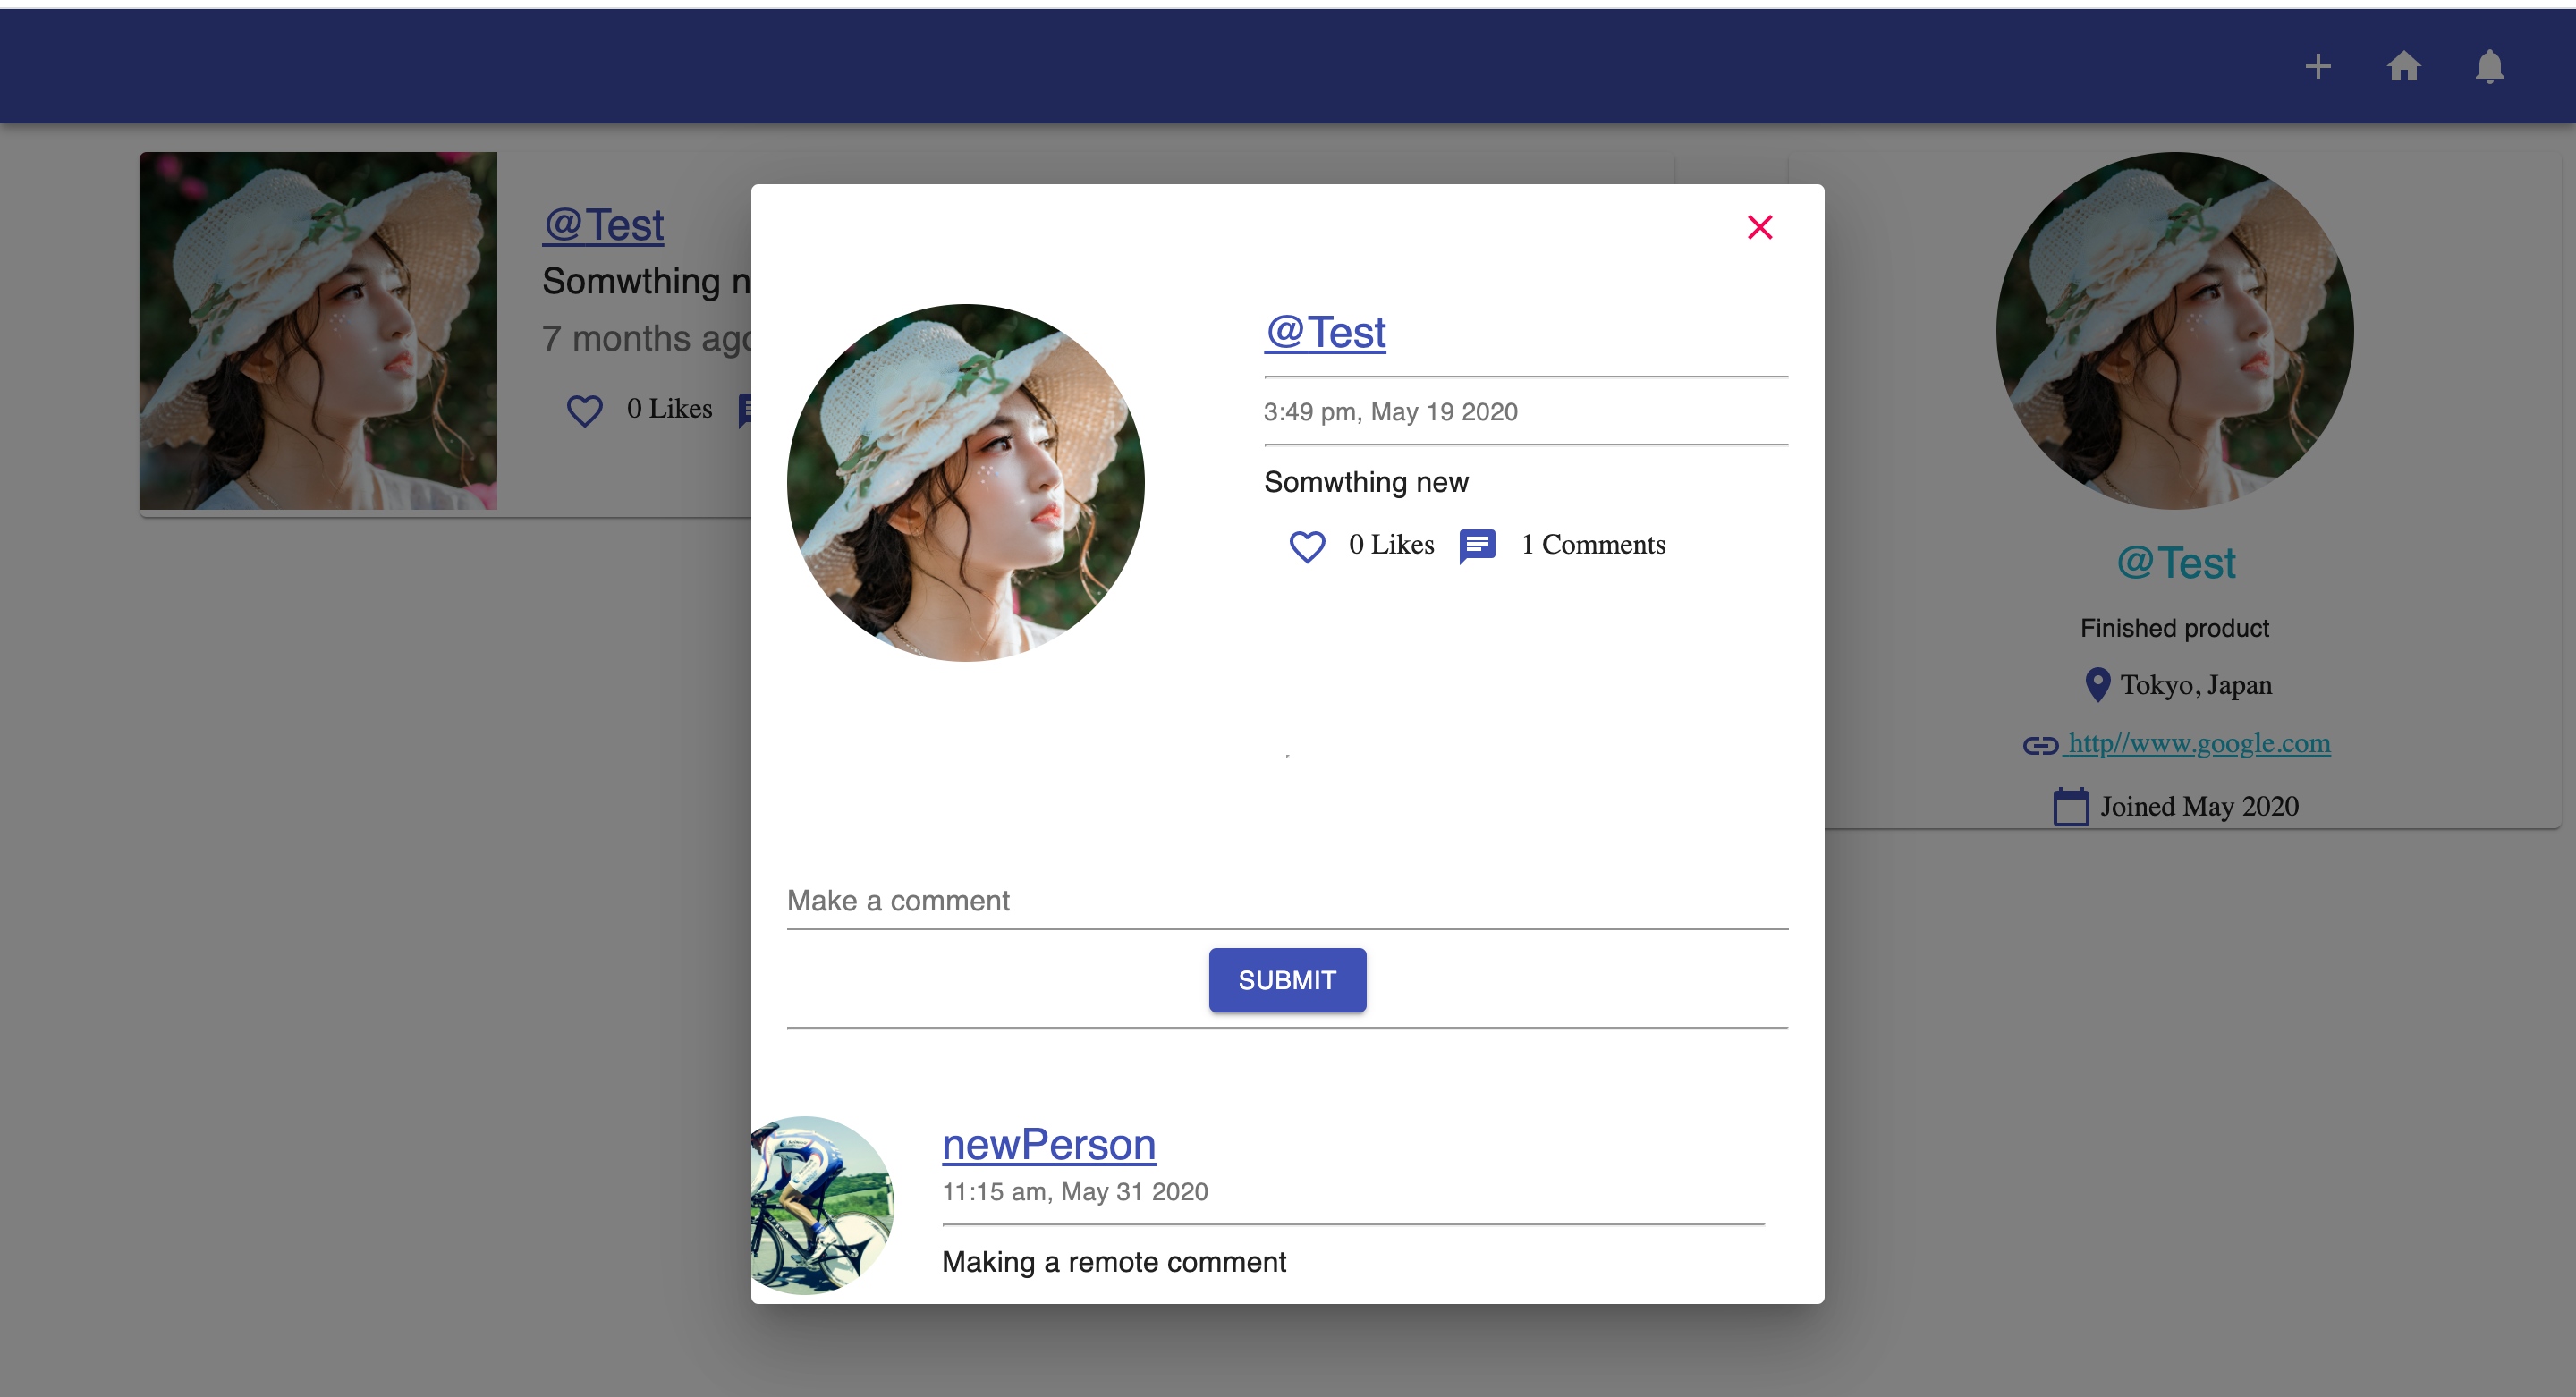 @Test
Somwthing n
7 months ago
0 Likes
@Test
3:49 pm, May 19 2020
Somwthing new
0 Likes 1 Comments
Make a comment
SUBMIT
newPerson
11:15 am, May 31 2020
Making a remote comment
@Test
Finished product
Tokyo, Japan
http//www.google.com
Joined May 2020